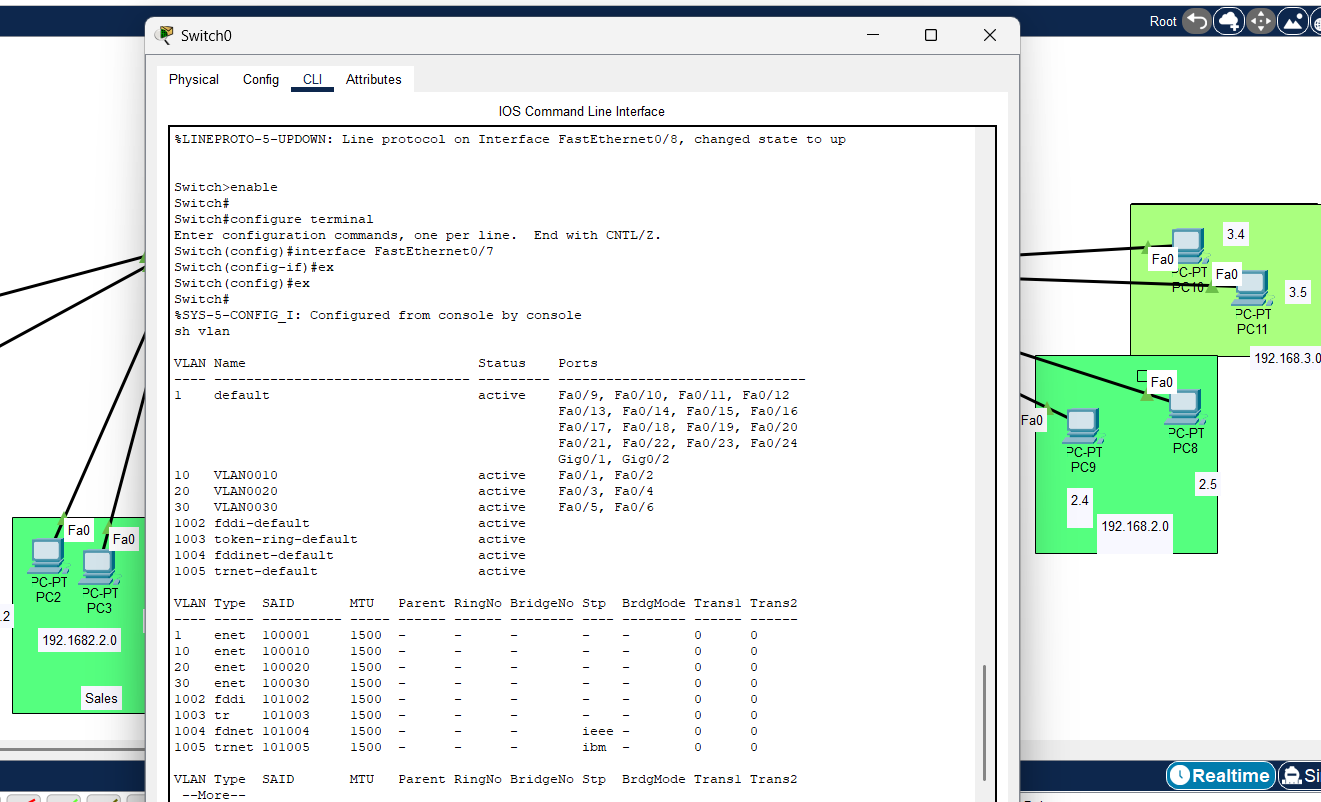 Root
Switch0
Physical Config CLI Attributes
IOS Command Line Interface
%LINEPROTO-5-UPDOWN: Line protocol on Interface FastEthernet0/8, changed state to up
Switch>enable
Switch#
Switch#configure terminal
Enter configuration commands, one per line.  End with CNTL/Z.
Switch(config)#interface FastEthernet0/7
Switch(config-if)#ex
Switch(config)#ex
Switch#
%SYS-5-CONFIG_I: Configured from console by console
sh vlan
VLAN Name                             Status    Ports
---- -------------------------------- --------- -------------------------------
1    default                          active    Fa0/9, Fa0/10, Fa0/11, Fa0/12
                                                Fa0/13, Fa0/14, Fa0/15, Fa0/16
                                                Fa0/17, Fa0/18, Fa0/19, Fa0/20
                                                Fa0/21, Fa0/22, Fa0/23, Fa0/24
                                                Gig0/1, Gig0/2
10   VLAN0010                         active    Fa0/1, Fa0/2
20   VLAN0020                         active    Fa0/3, Fa0/4
30   VLAN0030                         active    Fa0/5, Fa0/6
1002 fddi-default                     active
1003 token-ring-default               active
1004 fddinet-default                  active
1005 trnet-default                    active
VLAN Type  SAID       MTU   Parent RingNo BridgeNo Stp  BrdgMode Trans1 Trans2
---- ----- ---------- ----- ------ ------ -------- ---- -------- ------ ------
1    enet  100001     1500  -      -      -        -    -        0      0
10   enet  100010     1500  -      -      -        -    -        0      0
20   enet  100020     1500  -      -      -        -    -        0      0
30   enet  100030     1500  -      -      -        -    -        0      0
1002 fddi  101002     1500  -      -      -        -    -        0      0
1003 tr    101003     1500  -      -      -        -    -        0      0
1004 fdnet 101004     1500  -      -      -        ieee -        0      0
1005 trnet 101005     1500  -      -      -        ibm  -        0      0
VLAN Type  SAID       MTU   Parent RingNo BridgeNo Stp  BrdgMode Trans1 Trans2
--More--
Fa0
Fa0
PC-PT
PC2
PC-PT
PC3
.2
192.1682.2.0
Sales
3.4
Fa0
PC-PT
PC10
Fa0
3.5
PC-PT
PC11
192.168.3.0
Fa0
PC-PT
PC8
Fa0
PC-PT
PC9
2.5
2.4
192.168.2.0
Realtime
Si